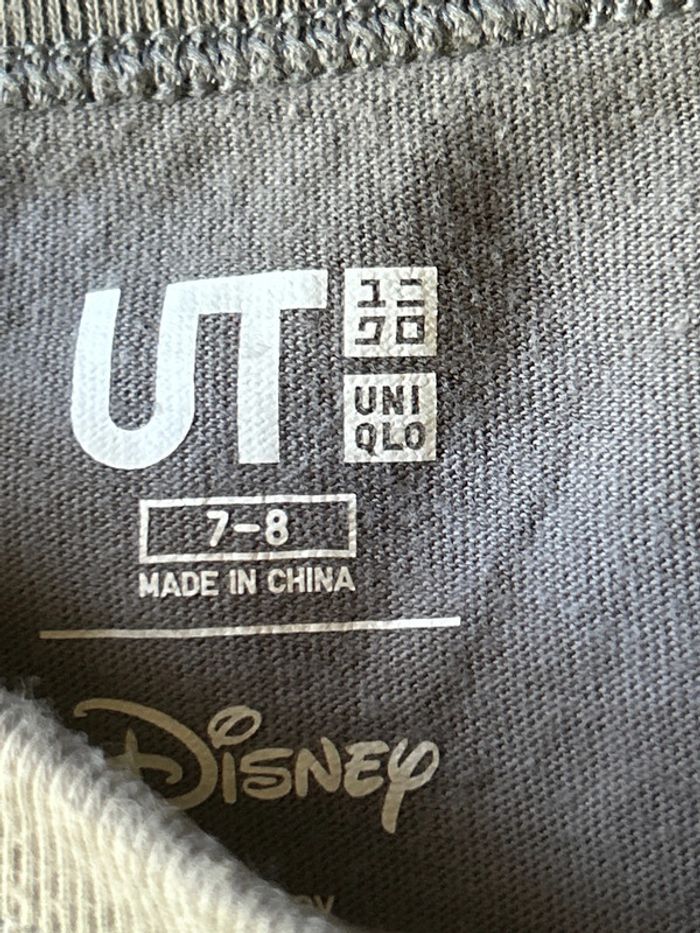 UT
ユニ
クロ
UNI
QLO
7-8
MADE IN CHINA
Disney